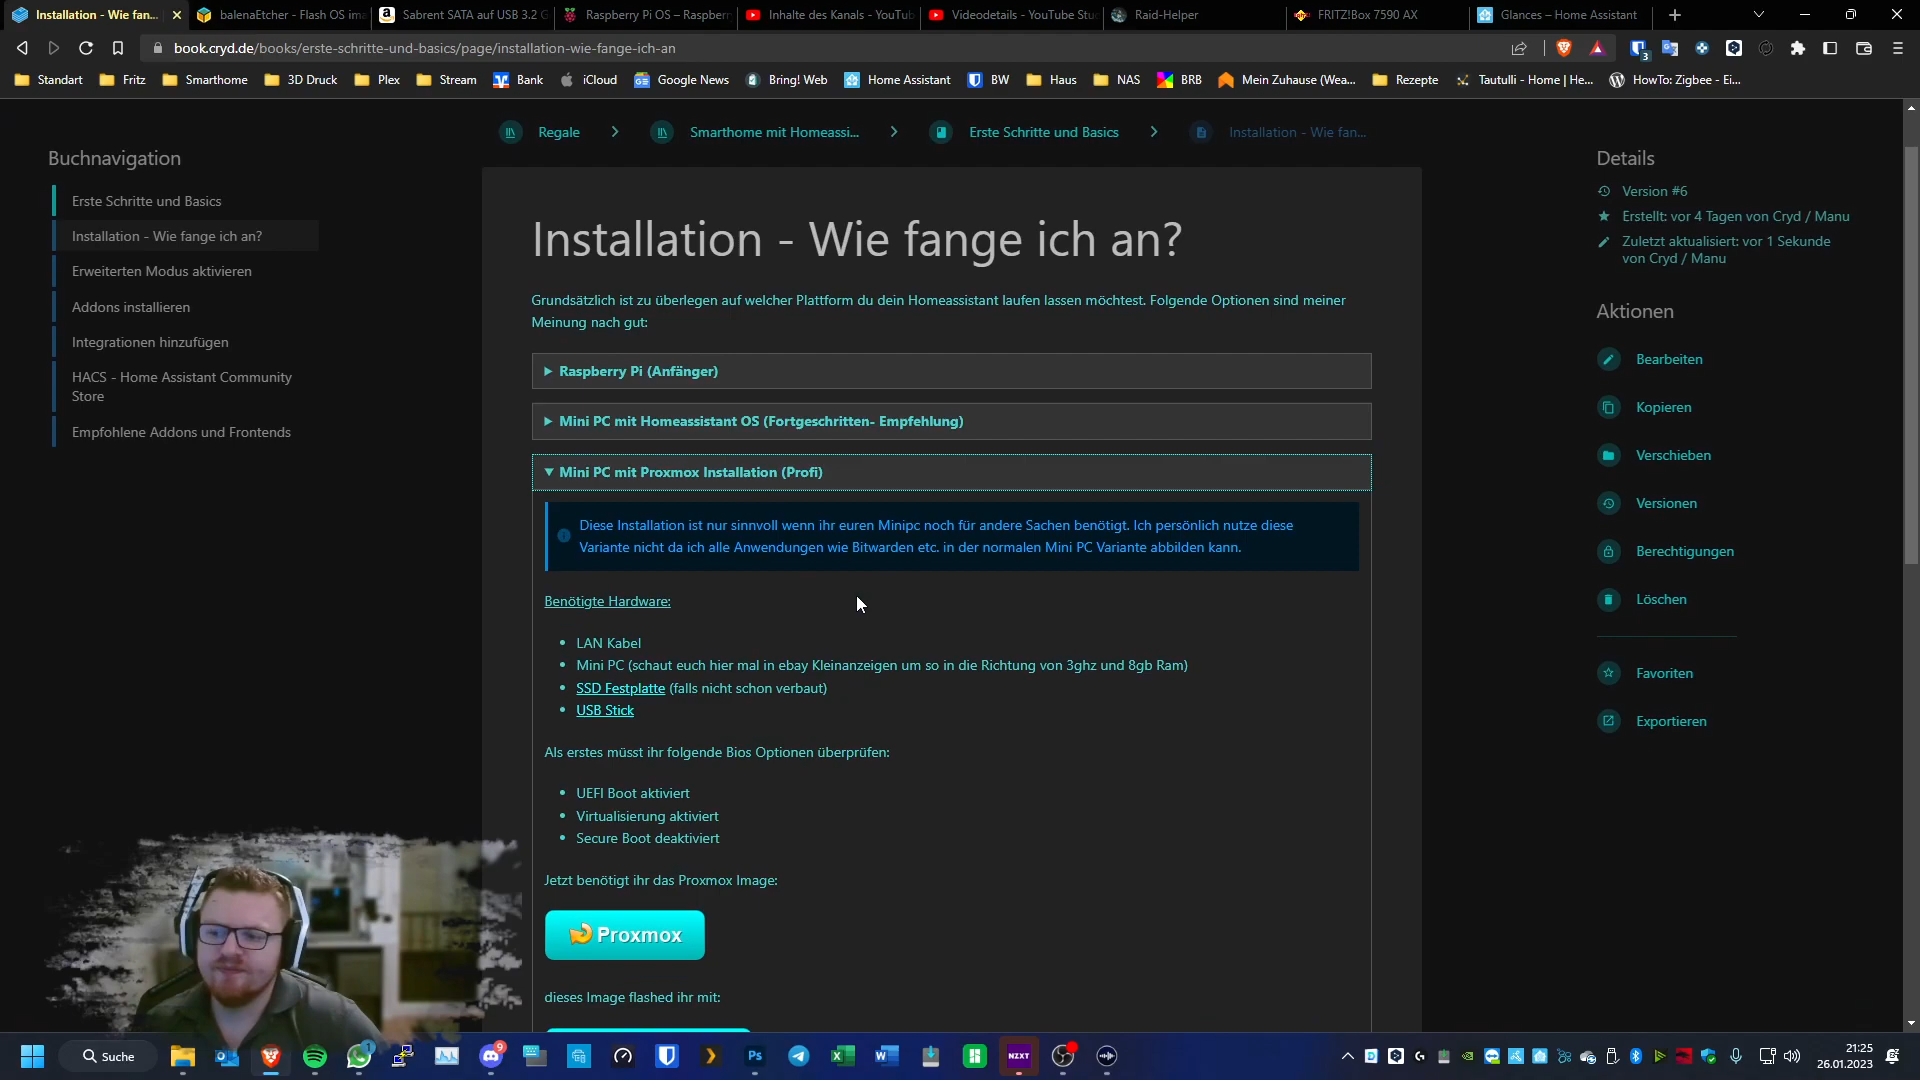 Installation - Wie fan...
balenaEtcher - Flash OS ima
Sabrent SATA auf USB 3.2 G
Raspberry Pi OS – Raspberr
Inhalte des Kanals - YouTub
Videodetails - YouTube Stud
Raid-Helper
FRITZ!Box 7590 AX
Glances – Home Assistant
book.cryd.de/books/erste-schritte-und-basics/page/installation-wie-fange-ich-an
3
Standart
Fritz
Smarthome
3D Druck
Plex
Stream
Bank
iCloud
Google News
Bring! Web
Home Assistant
BW
Haus
NAS
BRB
Mein Zuhause (Wea...
Rezepte
Tautulli - Home | He...
HowTo: Zigbee - Ei...
Regale
Smarthome mit Homeassi...
Erste Schritte und Basics
Installation - Wie fan...
Buchnavigation
Erste Schritte und Basics
Installation - Wie fange ich an?
Erweiterten Modus aktivieren
Addons installieren
Integrationen hinzufügen
HACS - Home Assistant Community
Store
Empfohlene Addons und Frontends
Installation - Wie fange ich an?
Grundsätzlich ist zu überlegen auf welcher Plattform du dein Homeassistant laufen lassen möchtest. Folgende Optionen sind meiner
Meinung nach gut:
Raspberry Pi (Anfänger)
Mini PC mit Homeassistant OS (Fortgeschritten- Empfehlung)
Mini PC mit Proxmox Installation (Profi)
Diese Installation ist nur sinnvoll wenn ihr euren Minipc noch für andere Sachen benötigt. Ich persönlich nutze diese
Variante nicht da ich alle Anwendungen wie Bitwarden etc. in der normalen Mini PC Variante abbilden kann.
Benötigte Hardware:
LAN Kabel
Mini PC (schaut euch hier mal in ebay Kleinanzeigen um so in die Richtung von 3ghz und 8gb Ram)
SSD Festplatte (falls nicht schon verbaut)
USB Stick
Als erstes müsst ihr folgende Bios Optionen überprüfen:
UEFI Boot aktiviert
Virtualisierung aktiviert
Secure Boot deaktiviert
Jetzt benötigt ihr das Proxmox Image:
Proxmox
dieses Image flashed ihr mit:
Details
Version #6
Erstellt: vor 4 Tagen von Cryd / Manu
Zuletzt aktualisiert: vor 1 Sekunde
von Cryd / Manu
Aktionen
Bearbeiten
Kopieren
Verschieben
Versionen
Berechtigungen
Löschen
Favoriten
Exportieren
Suche
1
9
Ps
NZXT
21:25
26.01.2023